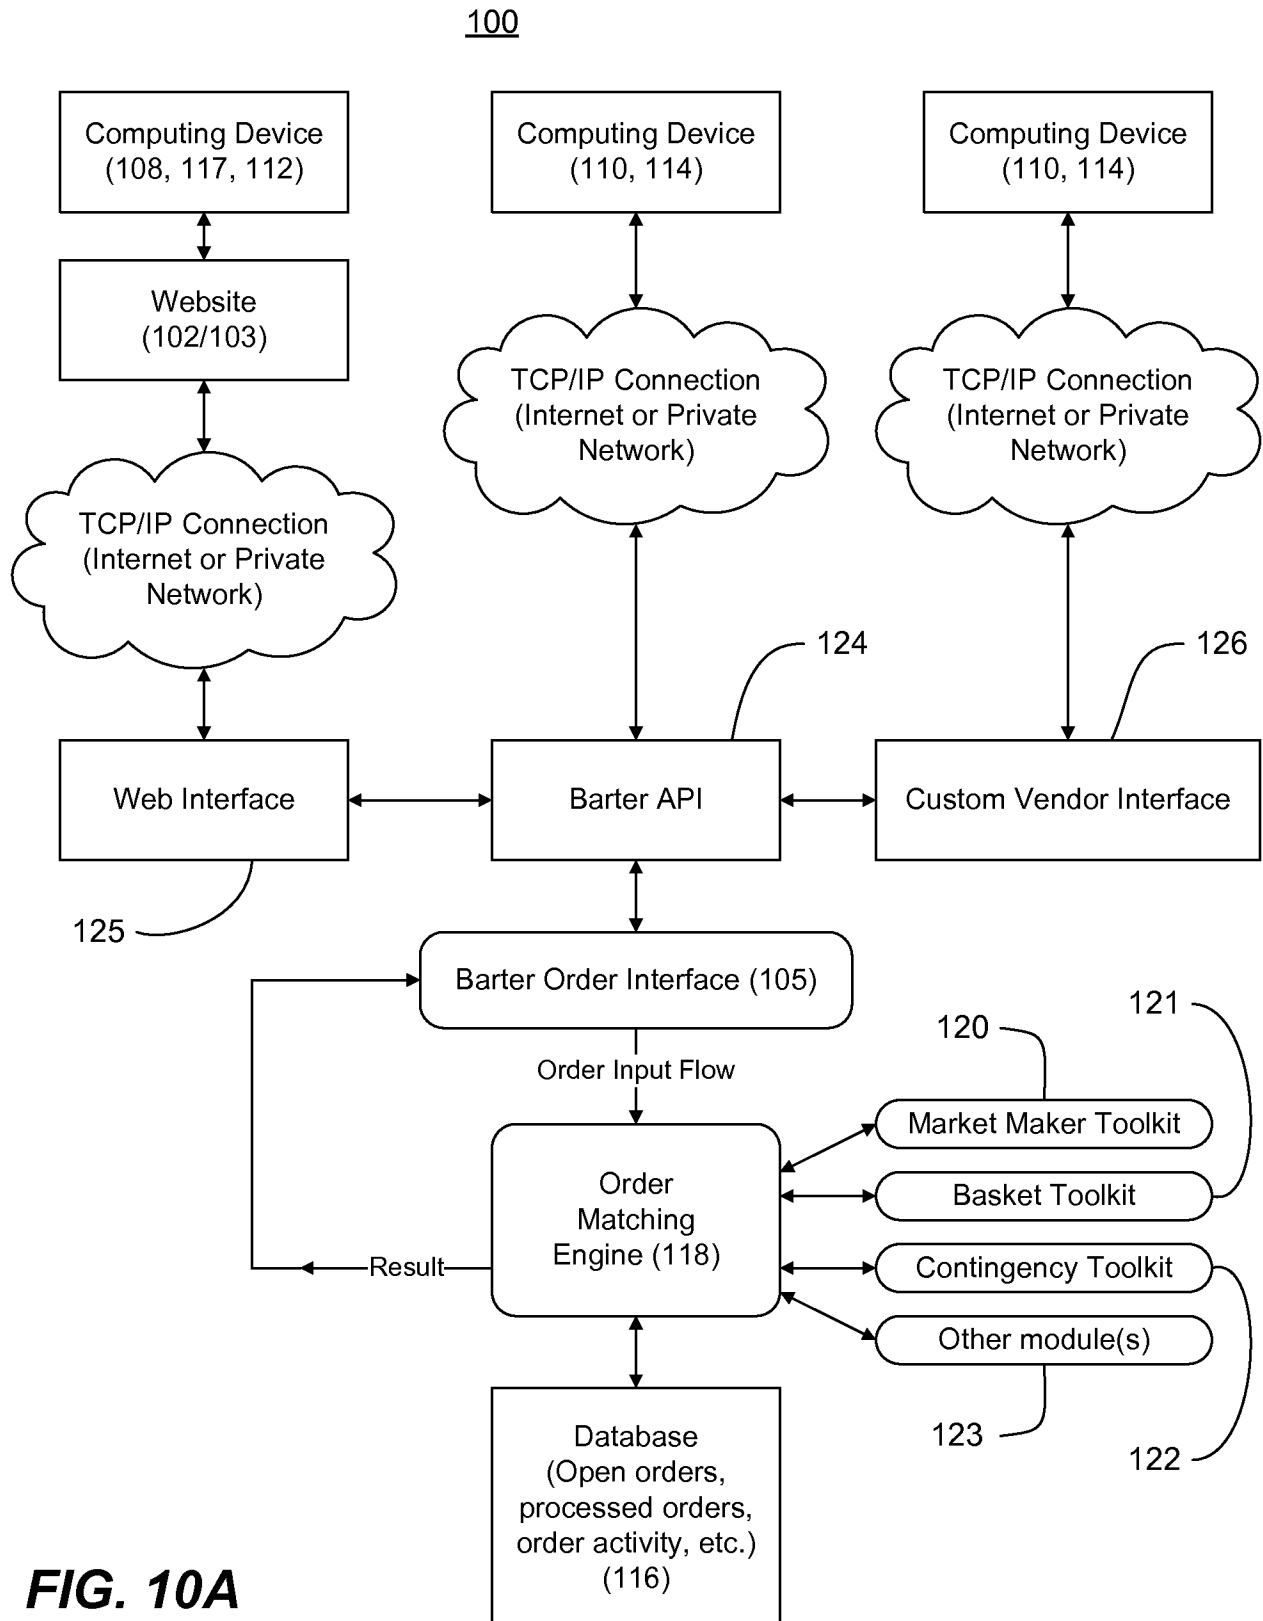 100
Computing Device
(108, 117, 112)
Computing Device
(110, 114)
Computing Device
(110, 114)
Website
(102/103)
TCP/IP Connection
(Internet or Private
Network)
TCP/IP Connection
(Internet or Private
Network)
TCP/IP Connection
(Internet or Private
Network)
124
126
Web Interface
Barter API
Custom Vendor Interface
125
Barter Order Interface (105)
121
120
Order Input Flow
Market Maker Toolkit
Order
Matching
Engine (118)
Basket Toolkit
Result
Contingency Toolkit
Other module(s)
123
122
Database
(Open orders,
processed orders,
order activity, etc.)
(116)
FIG. 10A